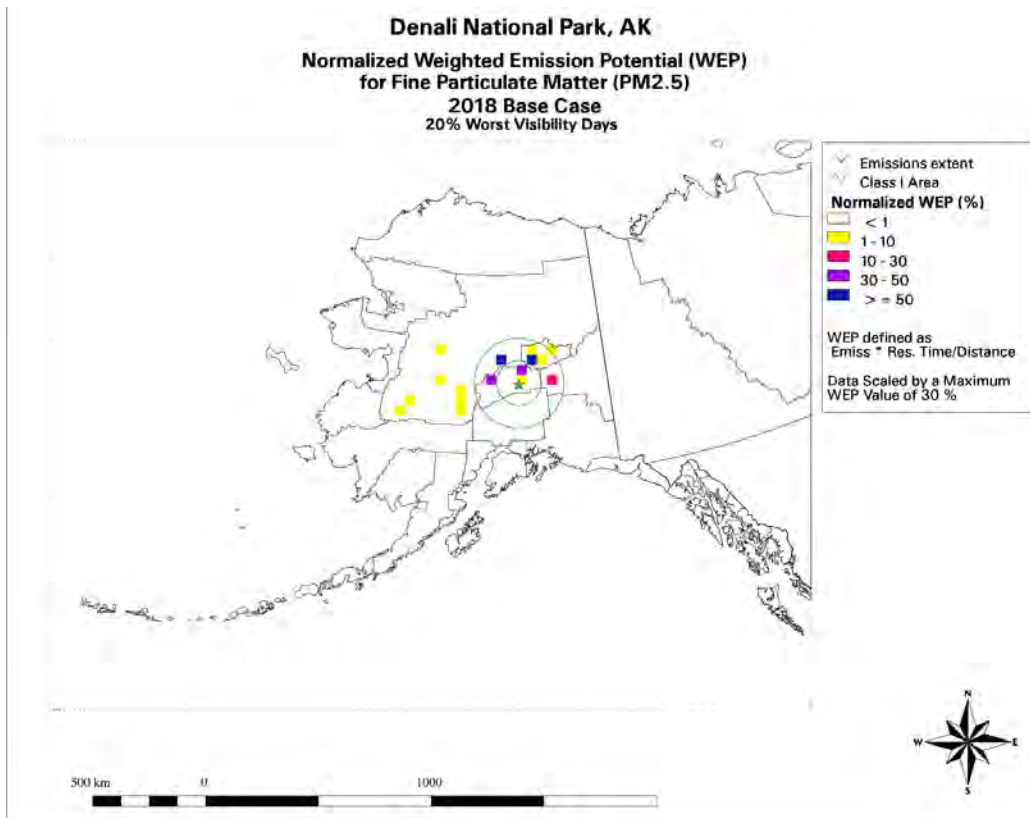 Denali National Park, AK
Normalized Weighted Emission Potential (WEP)
for Fine Particulate Matter (PM2.5)
2018 Base Case
20% Worst Visibility Days
Emissions extent
Class I Area
Normalized WEP (%)
< 1
1 - 10
10 - 30
30 - 50
> = 50
WEP defined as
Emiss * Res. Time/Distance
Data Scaled by a Maximum
WEP Value of 30 %
N
W E
S
500 km 0 1000